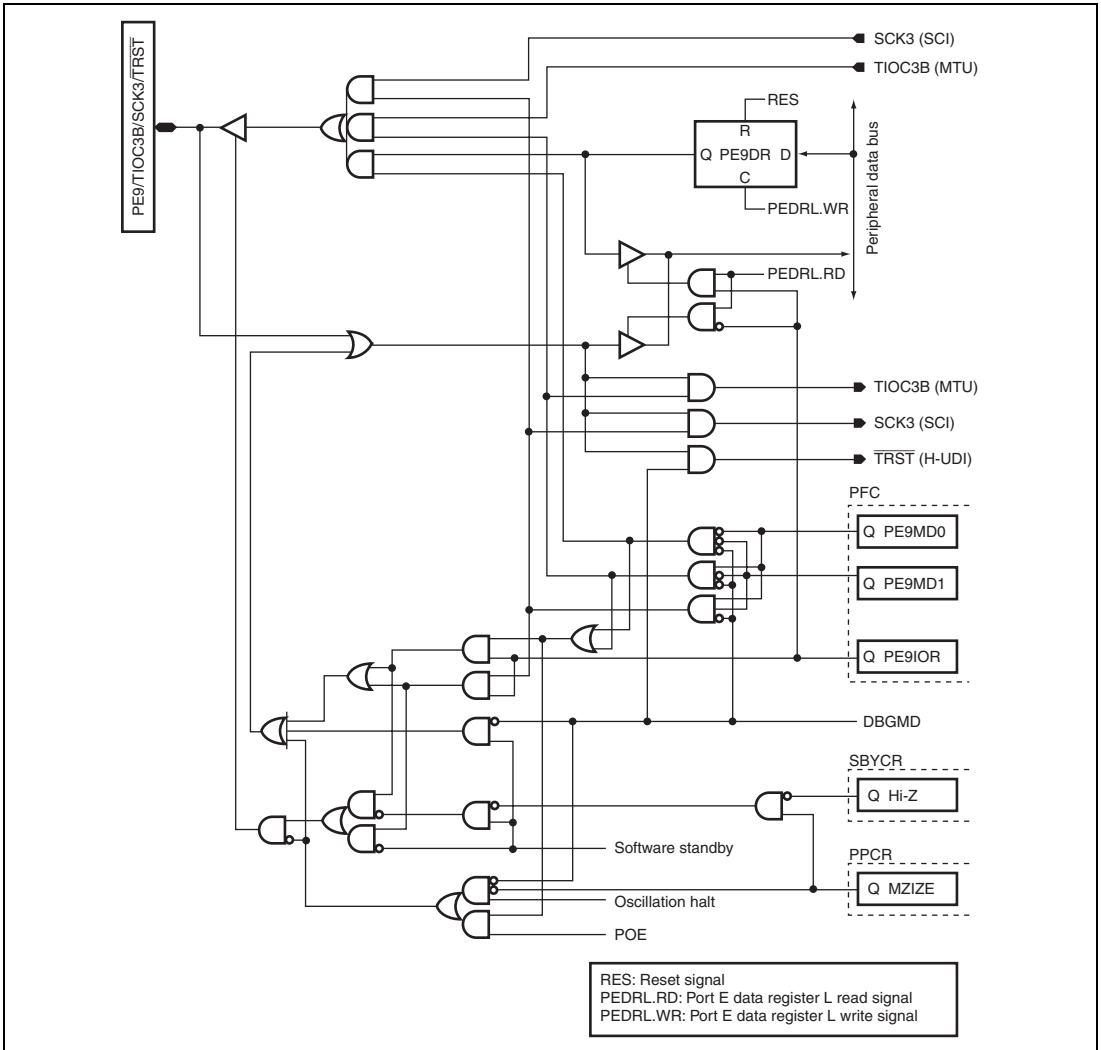 PE9/TIOC3B/SCK3/T̅R̅S̅T̅
SCK3 (SCI)
TIOC3B (MTU)
RES
R
Q PE9DR D
C
PEDRL.WR
Peripheral data bus
PEDRL.RD
TIOC3B (MTU)
SCK3 (SCI)
T̅R̅S̅T̅ (H-UDI)
PFC
Q PE9MD0
Q PE9MD1
Q PE9IOR
DBGMD
SBYCR
Q Hi-Z
Software standby
PPCR
Q MZIZE
Oscillation halt
POE
RES: Reset signal
PEDRL.RD: Port E data register L read signal
PEDRL.WR: Port E data register L write signal